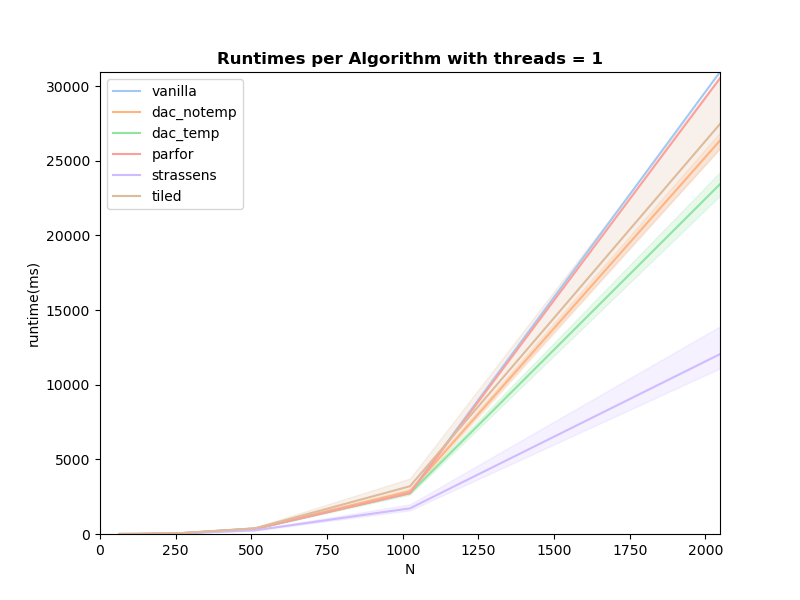 Runtimes per Algorithm with threads = 1
30000
25000
20000
15000
10000
5000
0
runtime(ms)
vanilla
dac_notemp
dac_temp
parfor
strassens
tiled
0 250 500 750 1000 1250 1500 1750 2000
N